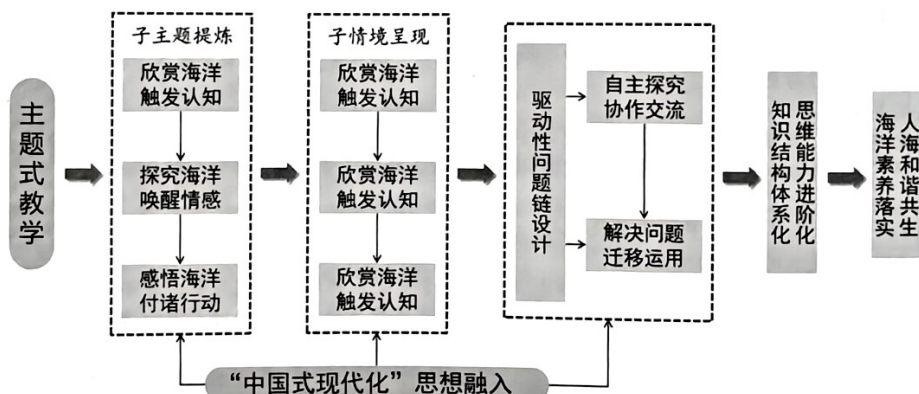 主题式教学
子主题提炼
欣赏海洋
触发认知
探究海洋
唤醒情感
感悟海洋
付诸行动
子情境呈现
欣赏海洋
触发认知
欣赏海洋
触发认知
欣赏海洋
触发认知
驱动性问题链设计
自主探究
协作交流
解决问题
迁移运用
思维能力进阶化
知识结构体系化
人海和谐共生
海洋素养落实
“中国式现代化”思想融入